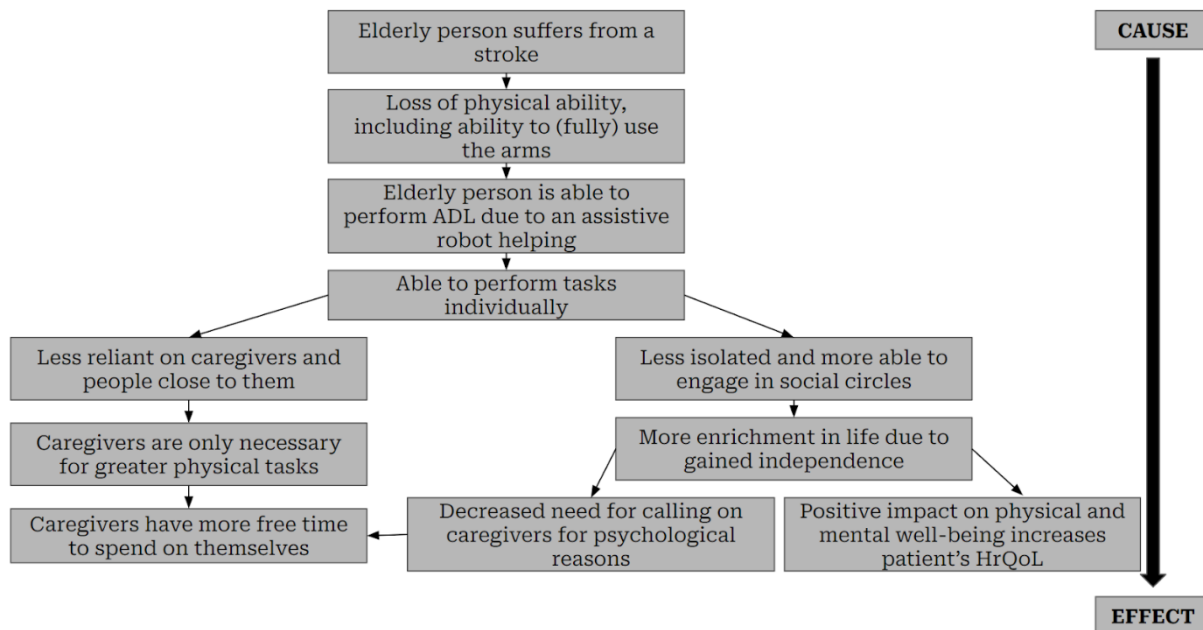 Elderly person suffers from a
stroke
CAUSE
Loss of physical ability,
including ability to (fully) use
the arms
Elderly person is able to
perform ADL due to an assistive
robot helping
Able to perform tasks
individually
Less reliant on caregivers and
people close to them
Less isolated and more able to
engage in social circles
Caregivers are only necessary
for greater physical tasks
More enrichment in life due to
gained independence
Caregivers have more free time
to spend on themselves
Decreased need for calling on
caregivers for psychological
reasons
Positive impact on physical and
mental well-being increases
patient's HrQoL
EFFECT